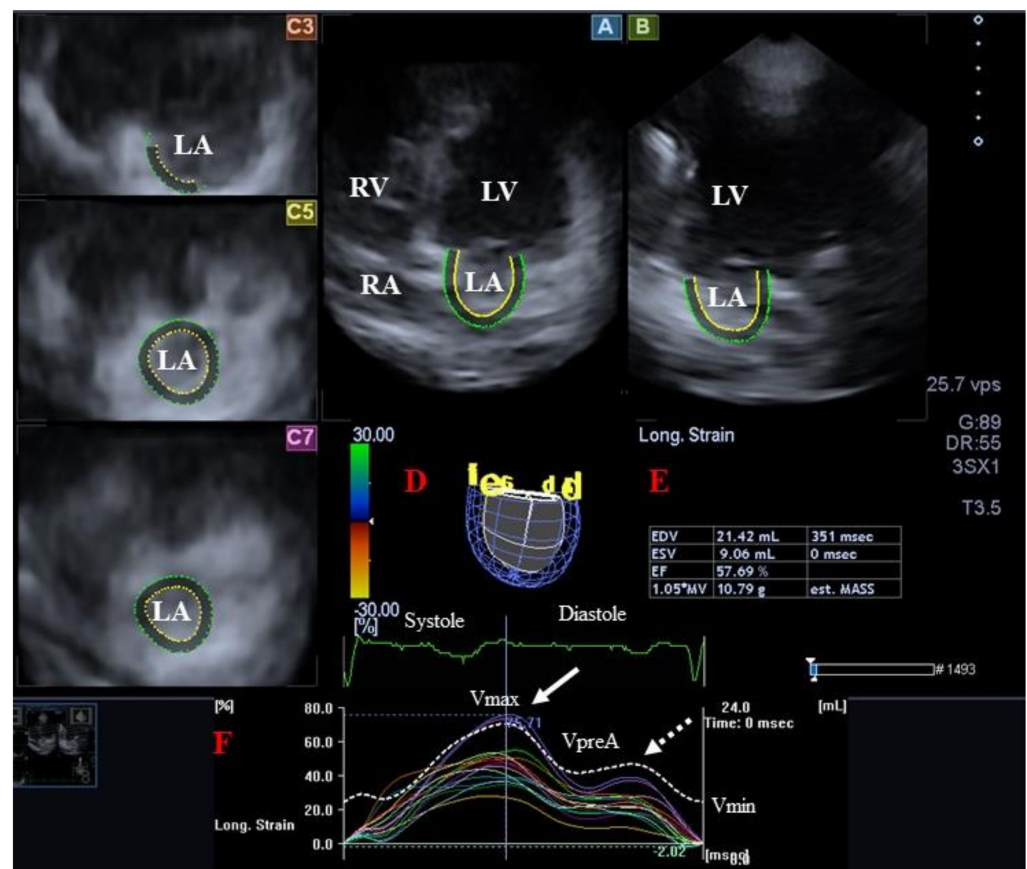 C3
LA
A
B
RV
LV
RA
LA
LV
LA
C5
LA
C7
LA
25.7 vps
G:89
DR:55
3SX1
T3.5
30.00
-30.00
[%]
D
Long. Strain
E
EDV 21.42 mL 351 msec
ESV 9.06 mL 0 msec
EF 57.69 %
1.05*MV 10.79 g est. MASS
Systole
Diastole
#1493
[%]
F
80.0
60.0
40.0
20.0
0.0
Long. Strain
Vmax
VpreA
Vmin
24.0
[mL]
Time: 0 msec
-2.02